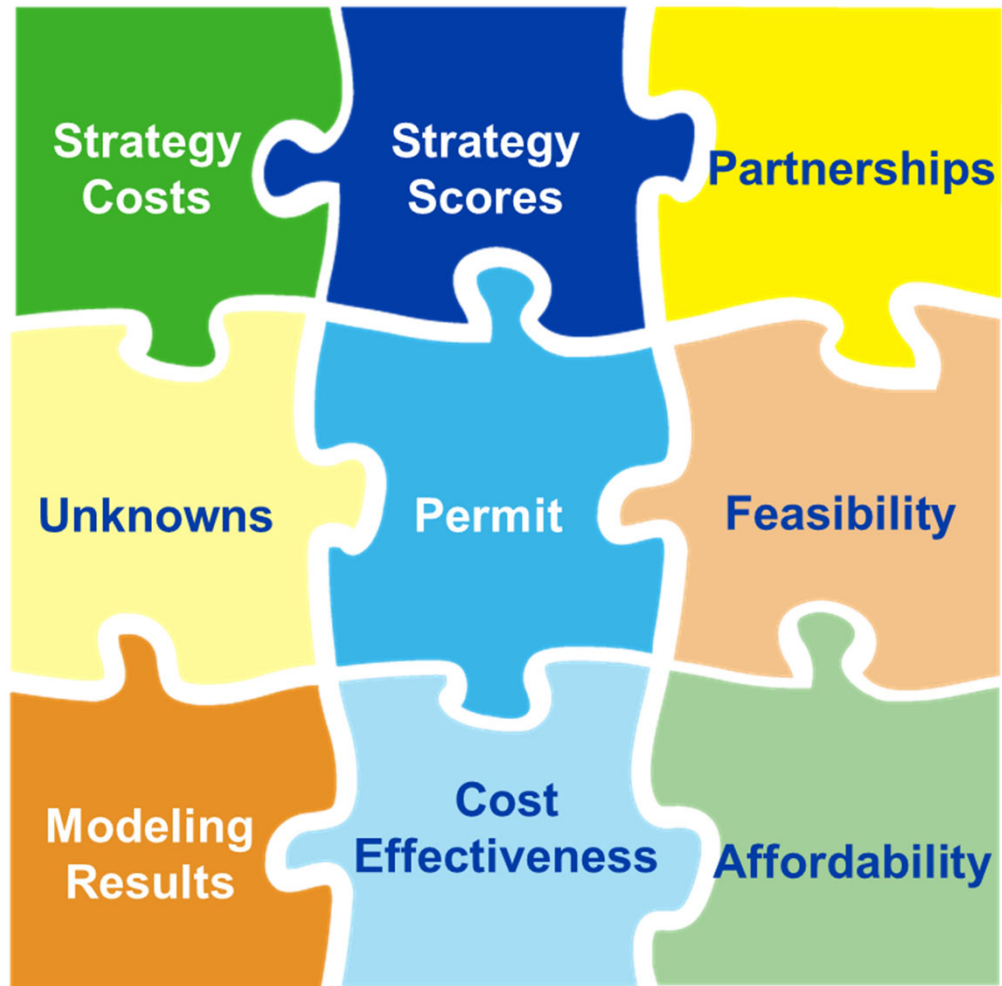 Strategy
Costs
Strategy
Scores
Partnerships
Unknowns
Permit
Feasibility
Modeling
Results
Cost
Effectiveness
Affordability